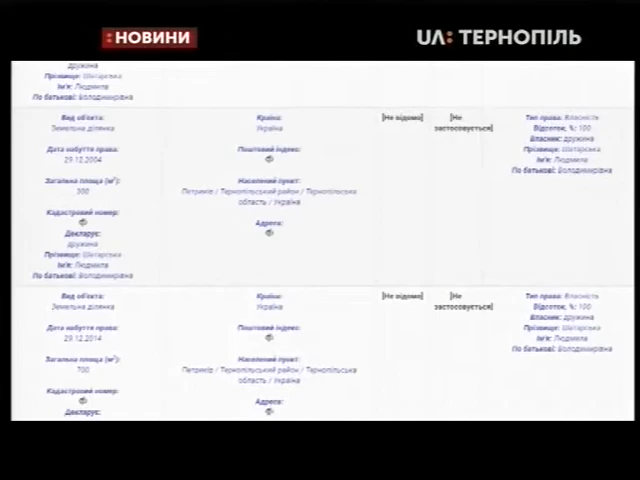 :НОВИНИ
UA: ТЕРНОПІЛЬ
дружина
Прізвище: Шатарська
Ім'я: Людмила
По батькові: Володимирівна
Вид об'єкта:
Земельна ділянка
Дата набуття права:
29.12.2004
Загальна площа (м²):
300
Кадастровий номер:
Декларує:
дружина
Прізвище: Шатарська
Ім'я: Людмила
По батькові: Володимирівна
Країна:
Україна
Поштовий індекс:
Населений пункт:
Петриків / Тернопільський район / Тернопільська
область / Україна
Адреса:
[Не відомо]
[Не
застосовується]
Тип права: Власність
Відсоток, %: 100
Власник: дружина
Прізвище: Шатарська
Ім'я: Людмила
По батькові: Володимирівна
Вид об'єкта:
Земельна ділянка
Дата набуття права:
29.12.2014
Загальна площа (м²):
700
Кадастровий номер:
Декларує:
Країна:
Україна
Поштовий індекс:
Населений пункт:
Петриків / Тернопільський район / Тернопільська
область / Україна
Адреса:
[Не відомо]
[Не
застосовується]
Тип права: Власність
Відсоток, %: 100
Власник: дружина
Прізвище: Шатарська
Ім'я: Людмила
По батькові: Володимирівна